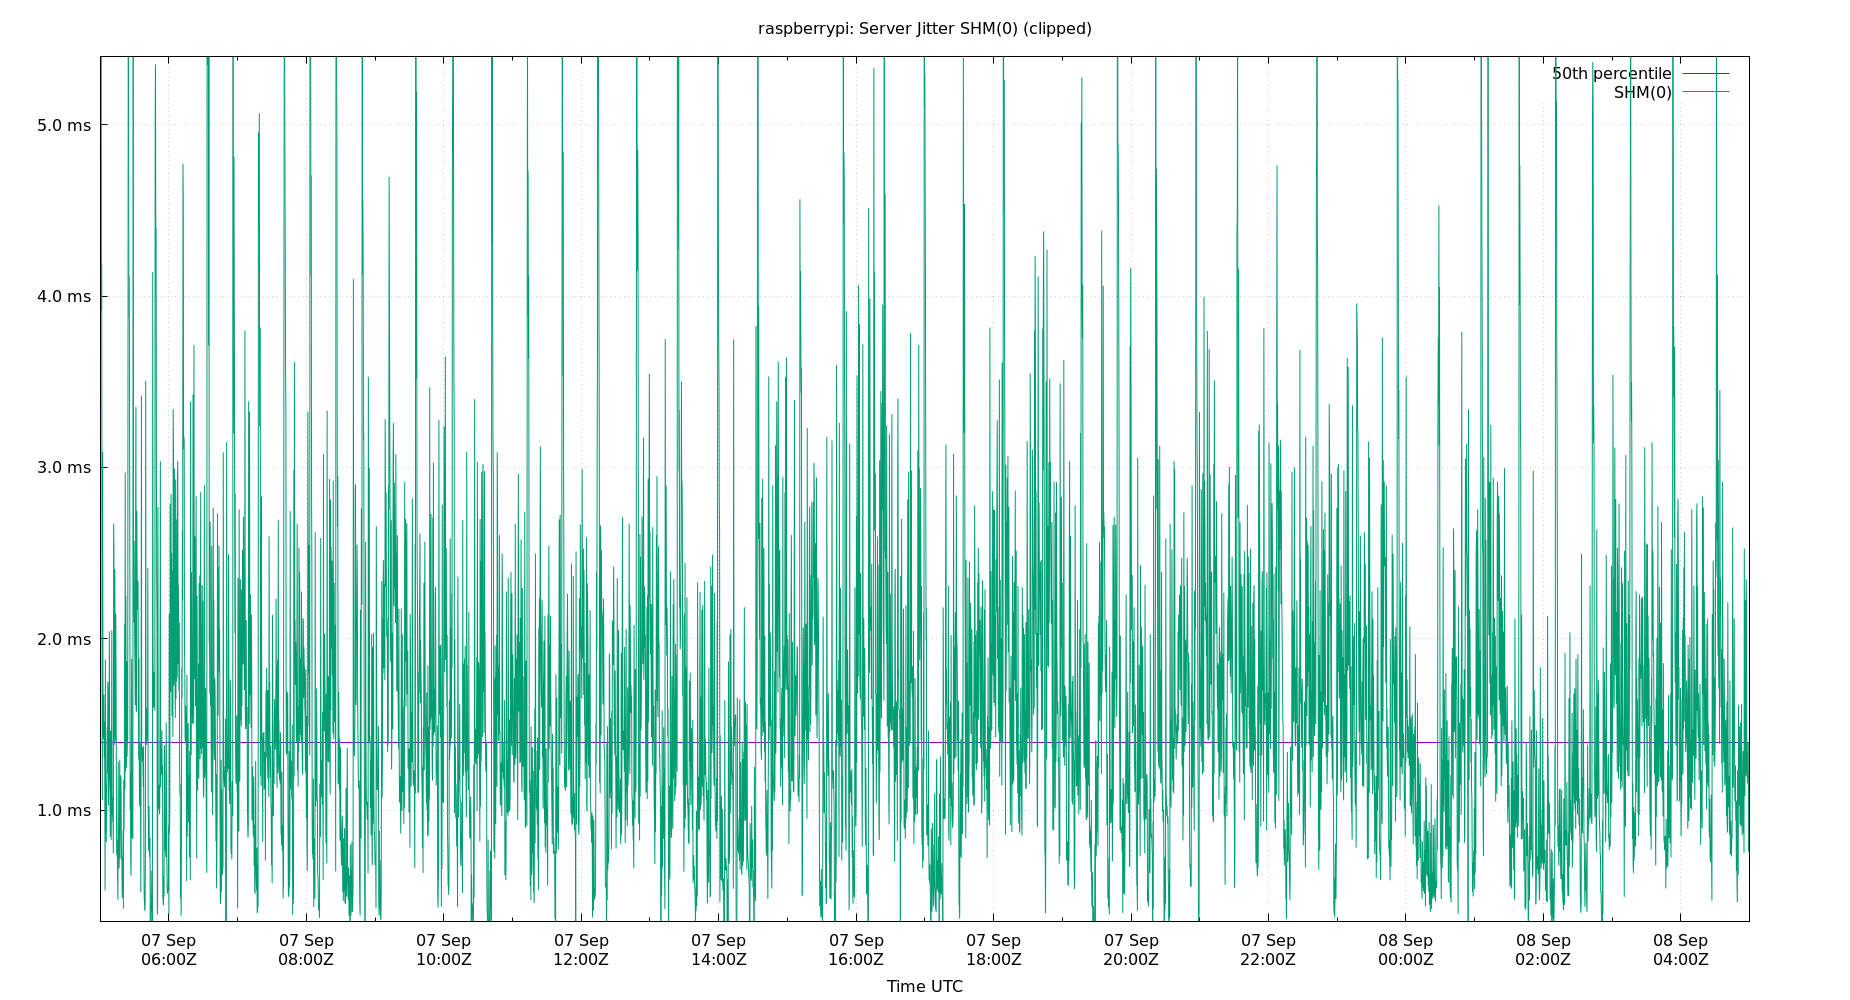 raspberrypi: Server Jitter SHM(0) (clipped)
50th percentile
SHM(0)
5.0 ms
4.0 ms
3.0 ms
2.0 ms
1.0 ms
07 Sep 07 Sep 07 Sep 07 Sep 07 Sep 07 Sep 07 Sep 07 Sep 07 Sep 08 Sep 08 Sep 08 Sep
06:00Z 08:00Z 10:00Z 12:00Z 14:00Z 16:00Z 18:00Z 20:00Z 22:00Z 00:00Z 02:00Z 04:00Z
Time UTC